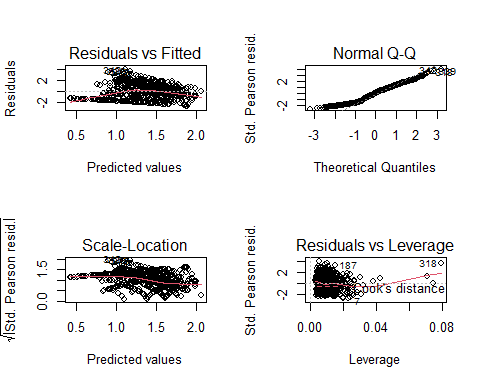 Residuals vs Fitted
Residuals
2
0
-2
0.5
1.0
1.5
2.0
Predicted values
Normal Q-Q
Std. Pearson resid.
2
-2
-3
-2
-1
0
1
2
3
Theoretical Quantiles
Scale-Location
√|Std. Pearson resid.|
1.5
0.0
0.5
1.0
1.5
2.0
Predicted values
Residuals vs Leverage
Std. Pearson resid.
2
-2
187
318
Cook's distance
0.00
0.04
0.08
Leverage